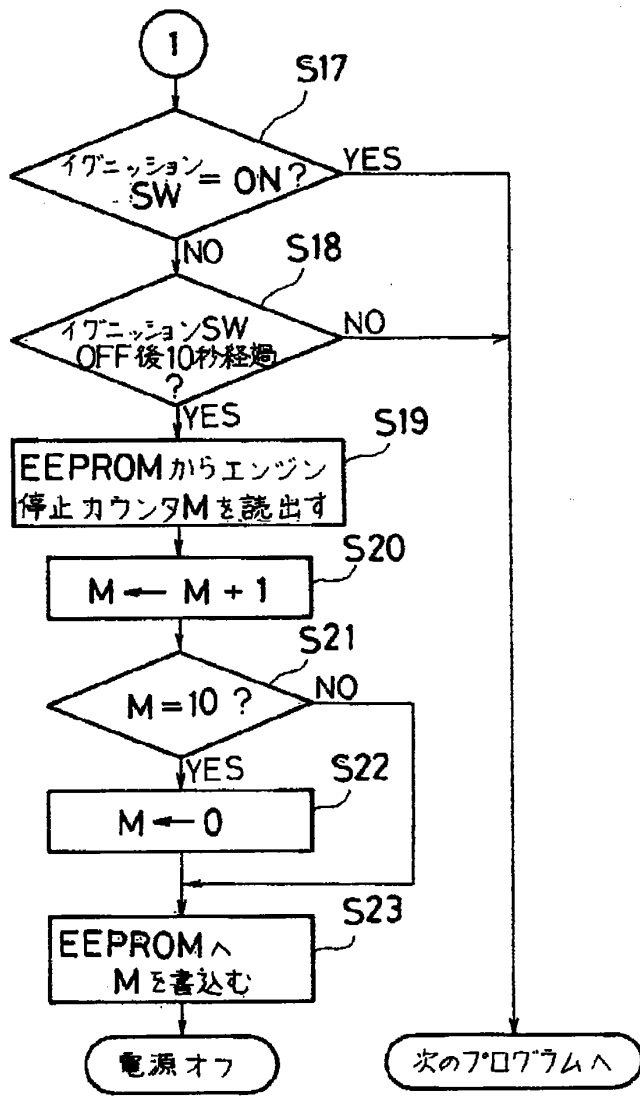 1
S17
イグニッション
SW = ON?
YES
NO
S18
イグニッションSW
OFF後10秒経過
?
NO
YES
S19
EEPROMからエンジン
停止カウンタMを読出す
S20
M ← M + 1
S21
M = 10 ?
NO
YES
S22
M ← 0
S23
EEPROMへ
Mを書込む
電源オフ
次のプログラムへ